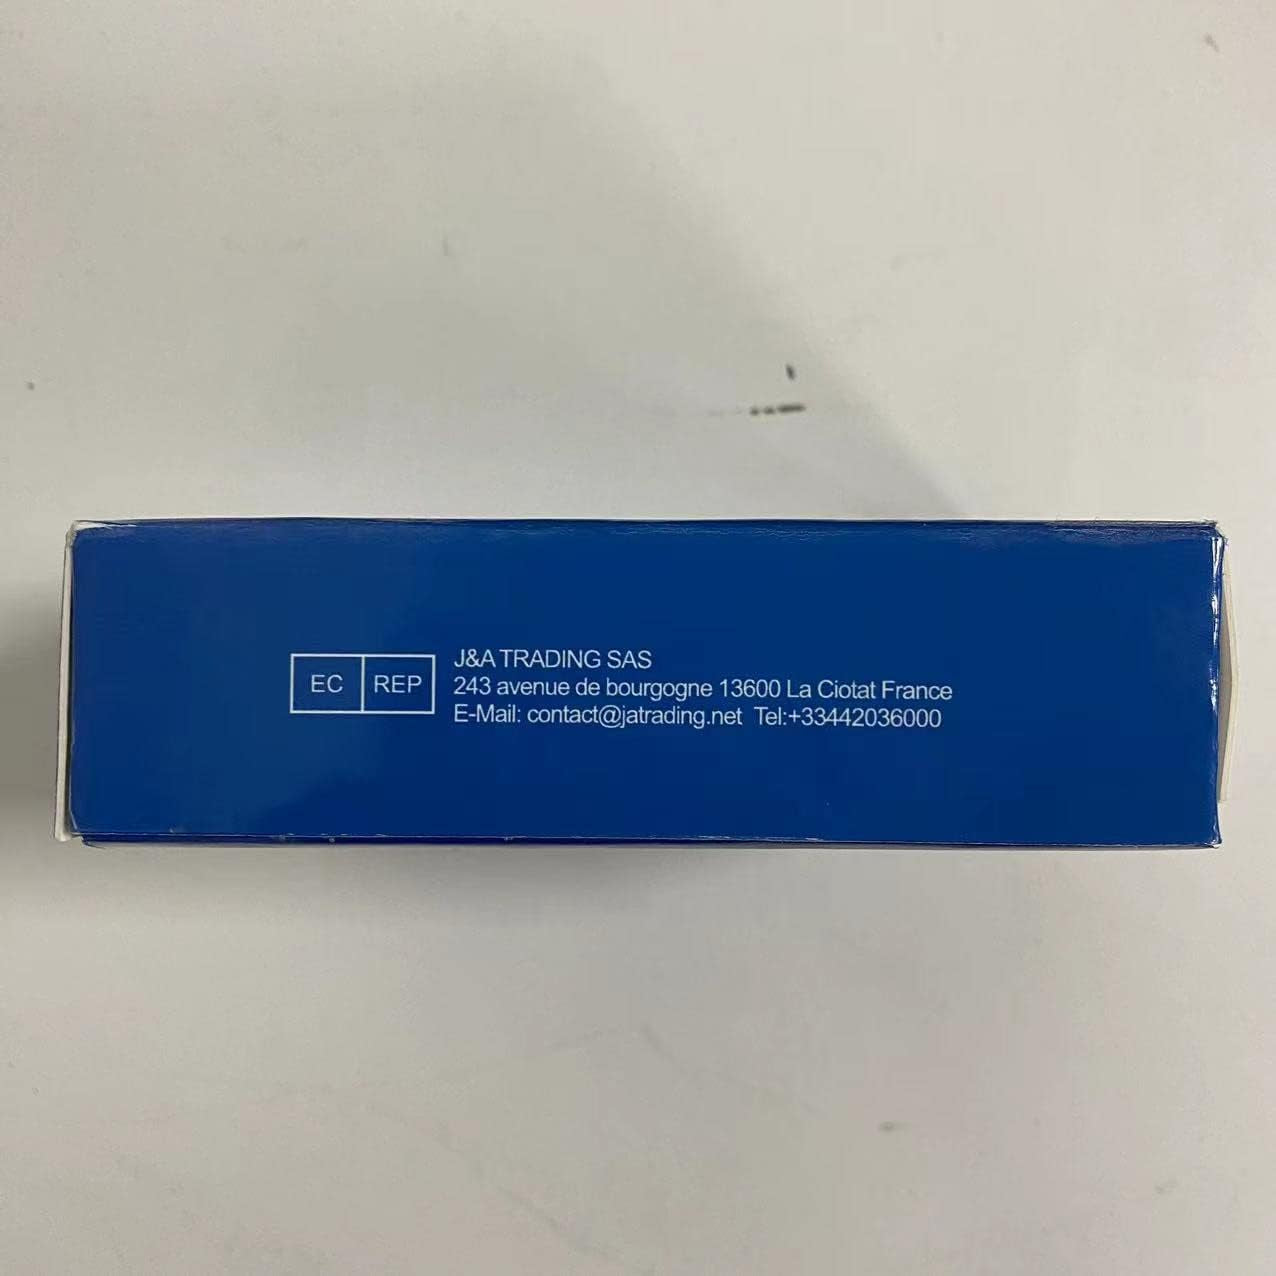 EC REP
J&A TRADING SAS
243 avenue de bourgogne 13600 La Ciotat France
E-Mail: contact@jatrading.net Tel:+33442036000